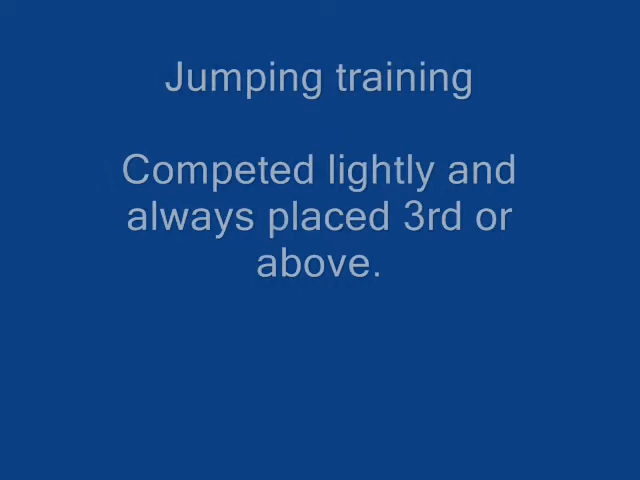 Jumping training
Competed lightly and
always placed 3rd or
above.